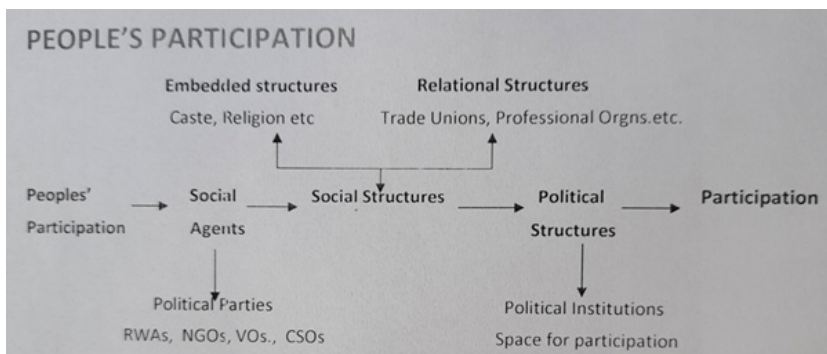 PEOPLE'S PARTICIPATION
Embedded structures
Caste, Religion etc
Relational Structures
Trade Unions, Professional Orgns.etc.
Peoples'
Participation
Social
Agents
Social Structures
Political
Structures
Participation
Political Parties
RWAs, NGOs, VOs., CSOs
Political Institutions
Space for participation